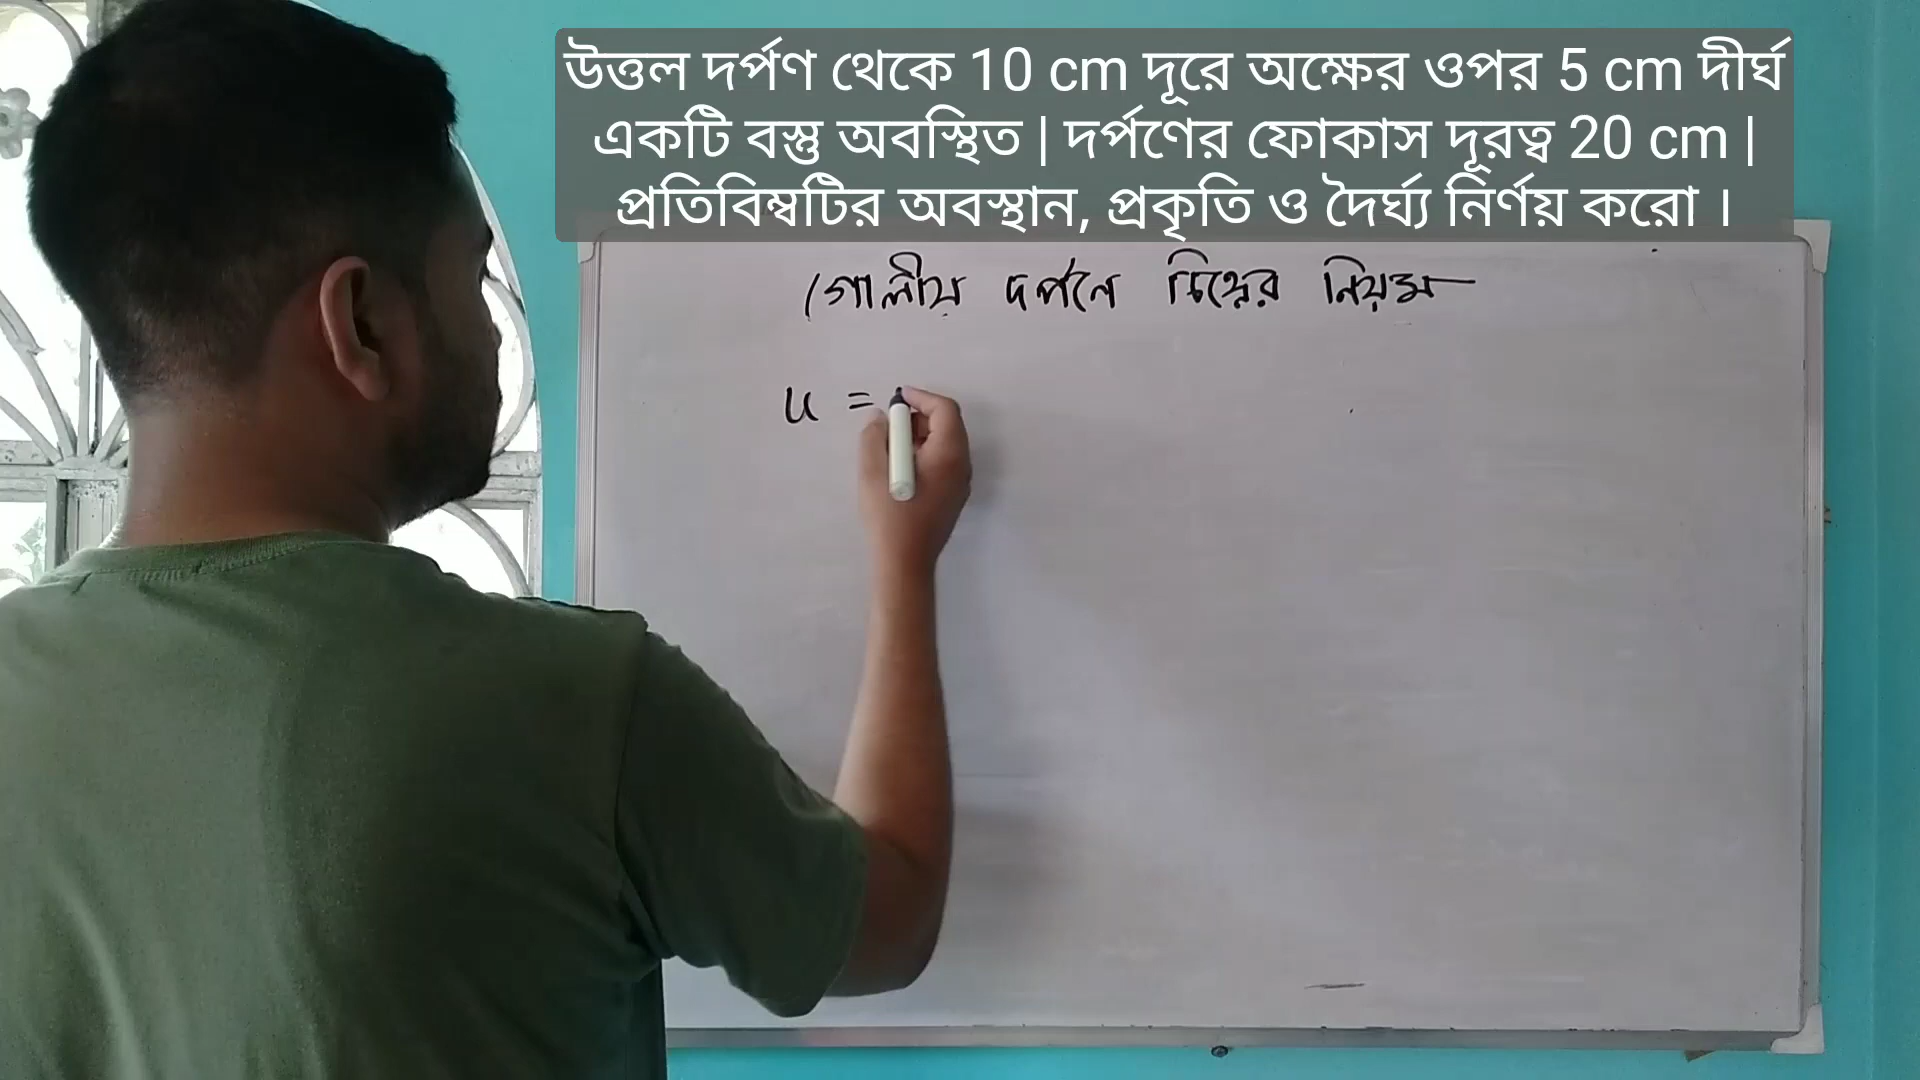 উত্তল দর্পণ থেকে 10 cm দূরে অক্ষের ওপর 5 cm দীর্ঘ
একটি বস্তু অবস্থিত | দর্পণের ফোকাস দূরত্ব 20 cm |
প্রতিবিম্বটির অবস্থান, প্রকৃতি ও দৈর্ঘ্য নির্ণয় করো ।
গোলীয় দর্পনে চিহ্নের নিয়ম
u =